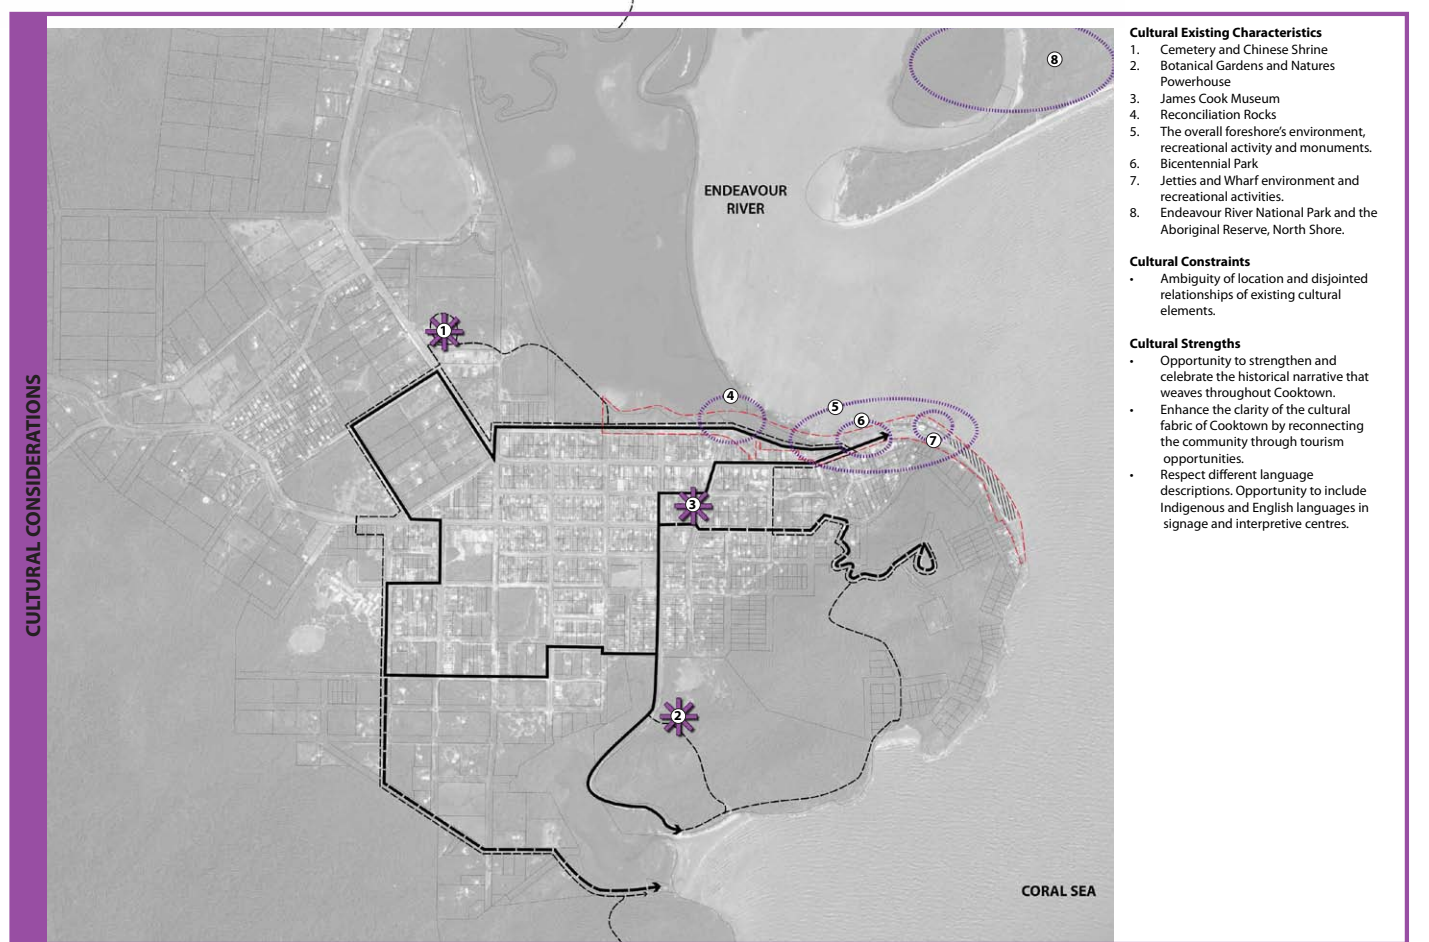 CULTURAL CONSIDERATIONS
ENDEAVOUR
RIVER
CORAL SEA
8
1
4
5
6
7
3
2
Cultural Existing Characteristics
1. Cemetery and Chinese Shrine
2. Botanical Gardens and Natures
Powerhouse
3. James Cook Museum
4. Reconciliation Rocks
5. The overall foreshore's environment,
recreational activity and monuments.
6. Bicentennial Park
7. Jetties and Wharf environment and
recreational activities.
8. Endeavour River National Park and the
Aboriginal Reserve, North Shore.
Cultural Constraints
• Ambiguity of location and disjointed
relationships of existing cultural
elements.
Cultural Strengths
• Opportunity to strengthen and
celebrate the historical narrative that
weaves throughout Cooktown.
• Enhance the clarity of the cultural
fabric of Cooktown by reconnecting
the community through tourism
opportunities.
• Respect different language
descriptions. Opportunity to include
Indigenous and English languages in
signage and interpretive centres.